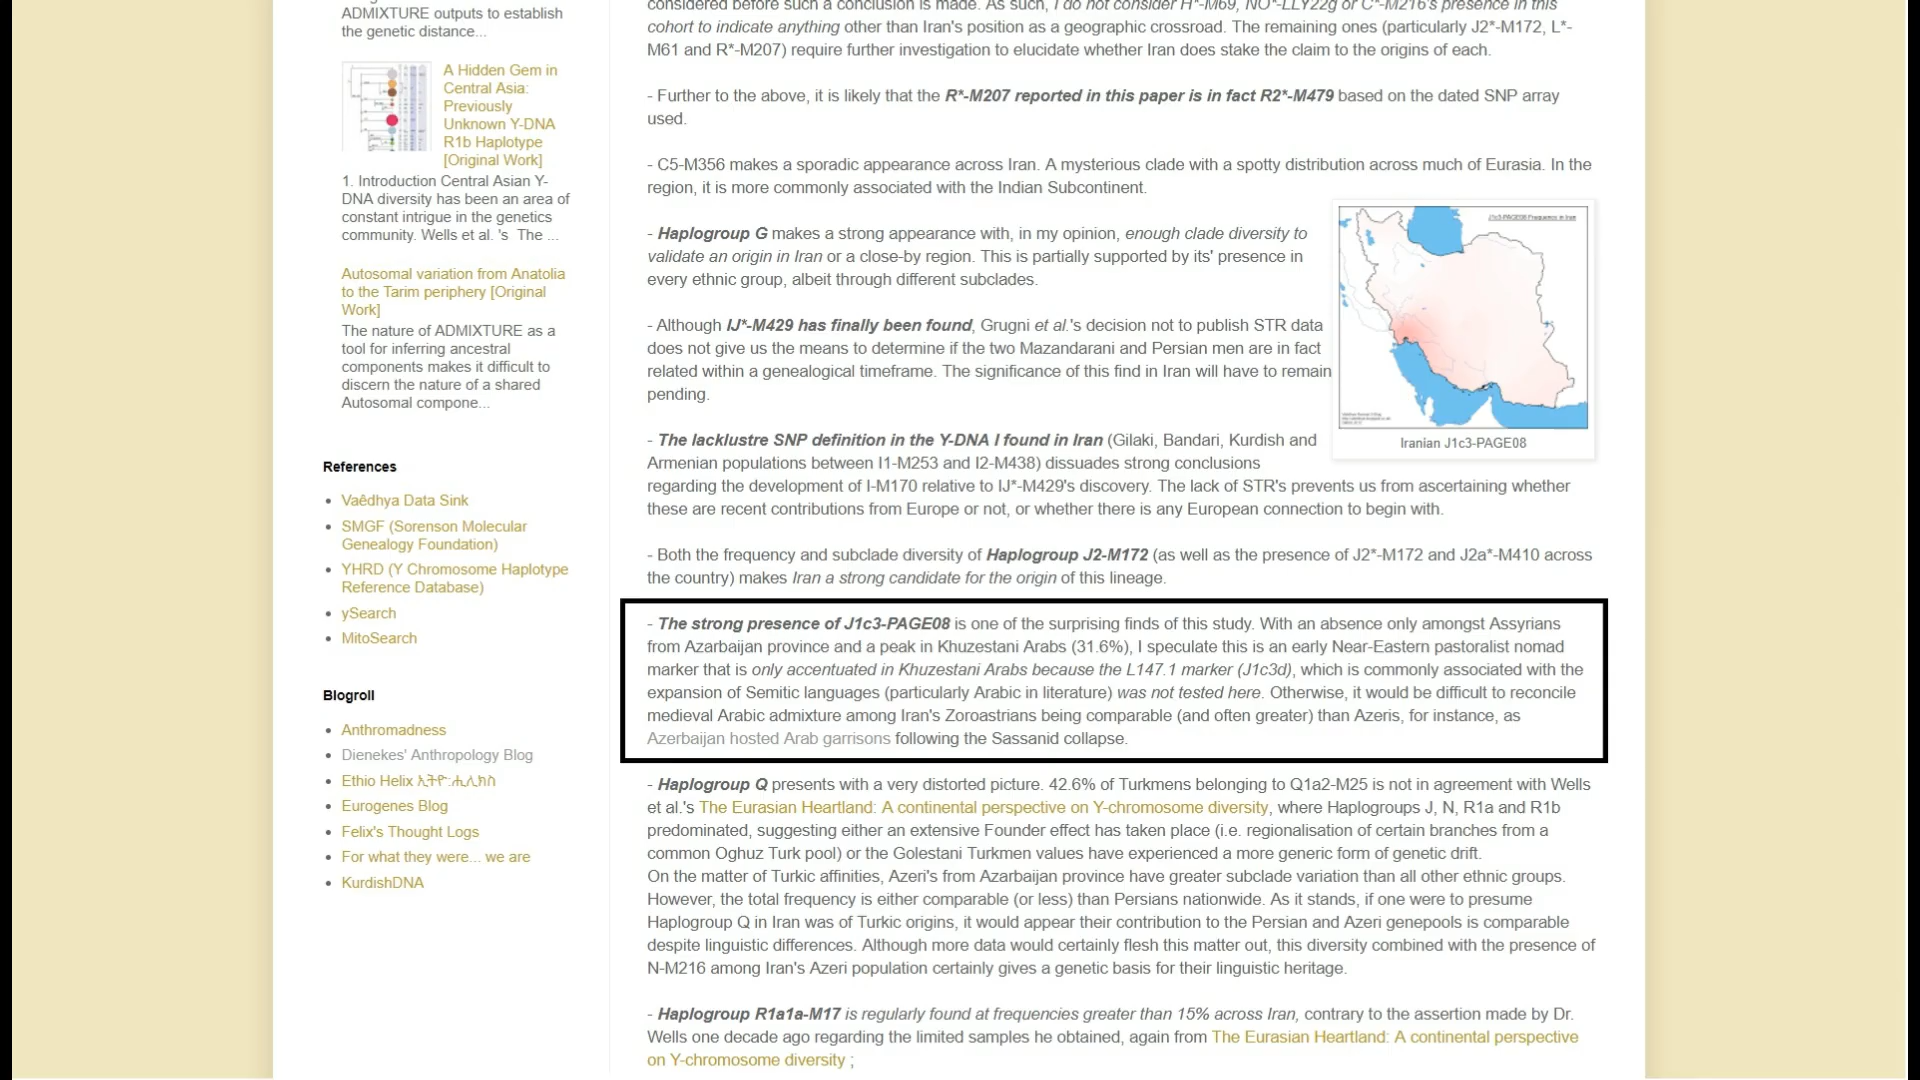 ADMIXTURE outputs to establish
the genetic distance...
A Hidden Gem in
Central Asia:
Previously
Unknown Y-DNA
R1b Haplotype
[Original Work]
1. Introduction Central Asian Y-
DNA diversity has been an area of
constant intrigue in the genetics
community. Wells et al. 's The ...
Autosomal variation from Anatolia
to the Tarim periphery [Original
Work]
The nature of ADMIXTURE as a
tool for inferring ancestral
components makes it difficult to
discern the nature of a shared
Autosomal compone...
References
Vaêdhya Data Sink
SMGF (Sorenson Molecular
Genealogy Foundation)
YHRD (Y Chromosome Haplotype
Reference Database)
ySearch
MitoSearch
Blogroll
Anthromadness
Dienekes' Anthropology Blog
Ethio Helix
Eurogenes Blog
Felix's Thought Logs
For what they were... we are
KurdishDNA
considered before such a conclusion is made. As such, I do not consider H*-M69, NO*-LLY22g or C*-M216's presence in this
cohort to indicate anything other than Iran's position as a geographic crossroad. The remaining ones (particularly J2*-M172, L*-
M61 and R*-M207) require further investigation to elucidate whether Iran does stake the claim to the origins of each.
- Further to the above, it is likely that the R*-M207 reported in this paper is in fact R2*-M479 based on the dated SNP array
used.
- C5-M356 makes a sporadic appearance across Iran. A mysterious clade with a spotty distribution across much of Eurasia. In the
region, it is more commonly associated with the Indian Subcontinent.
- Haplogroup G makes a strong appearance with, in my opinion, enough clade diversity to
validate an origin in Iran or a close-by region. This is partially supported by its' presence in
every ethnic group, albeit through different subclades.
- Although IJ*-M429 has finally been found, Grugni et al.'s decision not to publish STR data
does not give us the means to determine if the two Mazandarani and Persian men are in fact
related within a genealogical timeframe. The significance of this find in Iran will have to remain
pending.
J1c3-PAGE08 Frequency in Iran
Iranian J1c3-PAGE08
- The lacklustre SNP definition in the Y-DNA I found in Iran (Gilaki, Bandari, Kurdish and
Armenian populations between I1-M253 and I2-M438) dissuades strong conclusions
regarding the development of I-M170 relative to IJ*-M429's discovery. The lack of STR's prevents us from ascertaining whether
these are recent contributions from Europe or not, or whether there is any European connection to begin with.
- Both the frequency and subclade diversity of Haplogroup J2-M172 (as well as the presence of J2*-M172 and J2a*-M410 across
the country) makes Iran a strong candidate for the origin of this lineage.
- The strong presence of J1c3-PAGE08 is one of the surprising finds of this study. With an absence only amongst Assyrians
from Azarbaijan province and a peak in Khuzestani Arabs (31.6%), I speculate this is an early Near-Eastern pastoralist nomad
marker that is only accentuated in Khuzestani Arabs because the L147.1 marker (J1c3d), which is commonly associated with the
expansion of Semitic languages (particularly Arabic in literature) was not tested here. Otherwise, it would be difficult to reconcile
medieval Arabic admixture among Iran's Zoroastrians being comparable (and often greater) than Azeris, for instance, as
Azerbaijan hosted Arab garrisons following the Sassanid collapse.
- Haplogroup Q presents with a very distorted picture. 42.6% of Turkmens belonging to Q1a2-M25 is not in agreement with Wells
et al.'s The Eurasian Heartland: A continental perspective on Y-chromosome diversity, where Haplogroups J, N, R1a and R1b
predominated, suggesting either an extensive Founder effect has taken place (i.e. regionalisation of certain branches from a
common Oghuz Turk pool) or the Golestani Turkmen values have experienced a more generic form of genetic drift.
On the matter of Turkic affinities, Azeri's from Azarbaijan province have greater subclade variation than all other ethnic groups.
However, the total frequency is either comparable (or less) than Persians nationwide. As it stands, if one were to presume
Haplogroup Q in Iran was of Turkic origins, it would appear their contribution to the Persian and Azeri genepools is comparable
despite linguistic differences. Although more data would certainly flesh this matter out, this diversity combined with the presence of
N-M216 among Iran's Azeri population certainly gives a genetic basis for their linguistic heritage.
- Haplogroup R1a1a-M17 is regularly found at frequencies greater than 15% across Iran, contrary to the assertion made by Dr.
Wells one decade ago regarding the limited samples he obtained, again from The Eurasian Heartland: A continental perspective
on Y-chromosome diversity ;